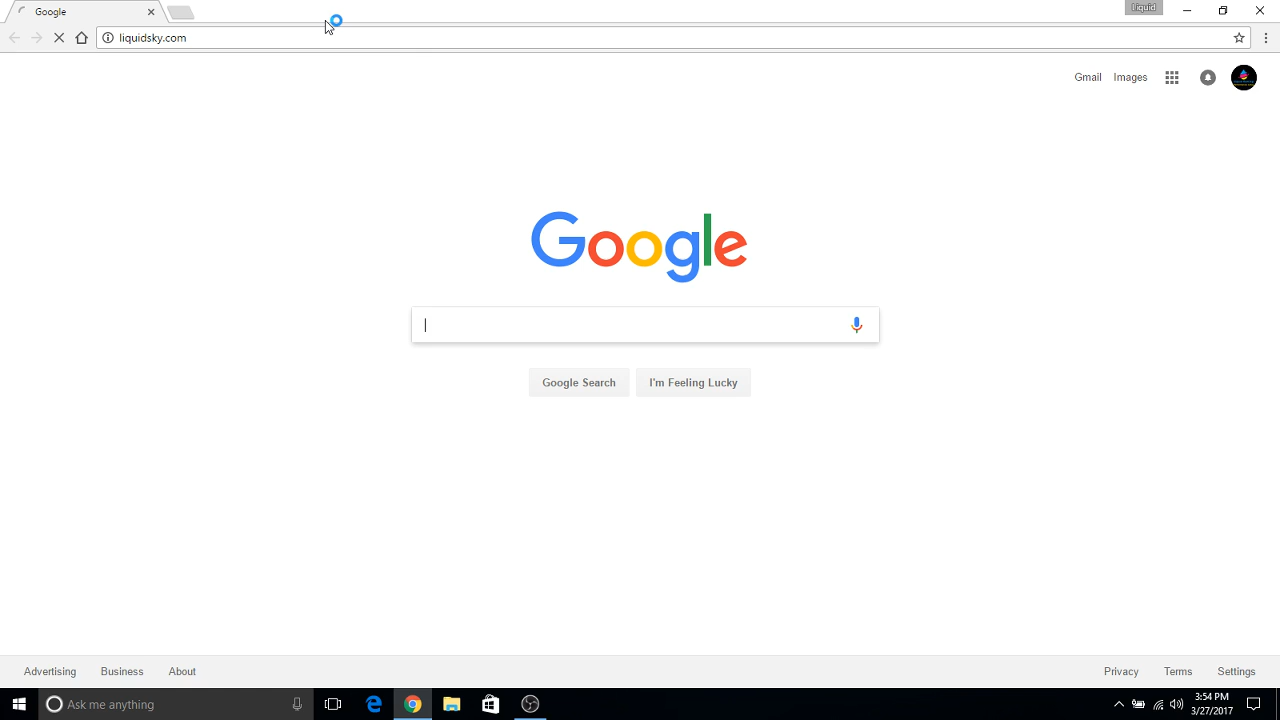 Google
liquid
liquidsky.com
Gmail
Images
Google
Google Search
I'm Feeling Lucky
Advertising
Business
About
Privacy
Terms
Settings
Ask me anything
3:54 PM
3/27/2017